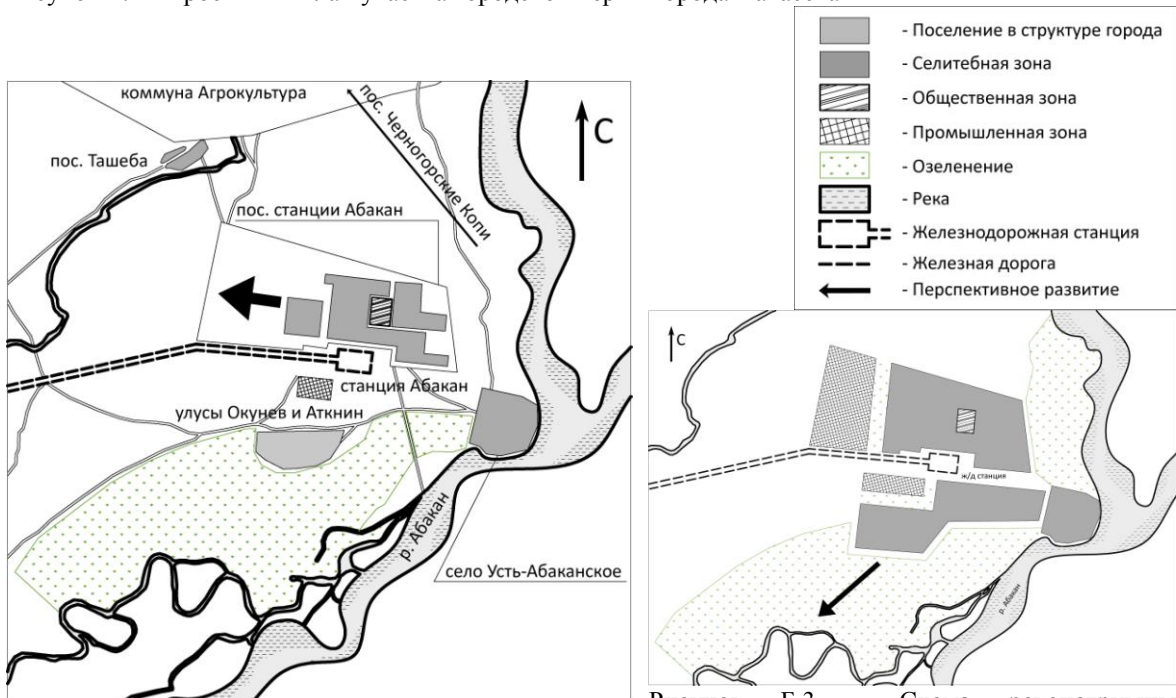 - Поселение в структуре города
- Селитебная зона
- Общественная зона
- Промышленная зона
- Озеленение
- Река
- Железнодорожная станция
- Железная дорога
- Перспективное развитие
коммуна Агрокультура
пос. Черногорские Копи
С
пос. Ташеба
пос. станции Абакан
станция Абакан
улусы Окунев и Аткнин
р. Абакан
село Усть-Абаканское
С
ж/д станция
р. Абакан